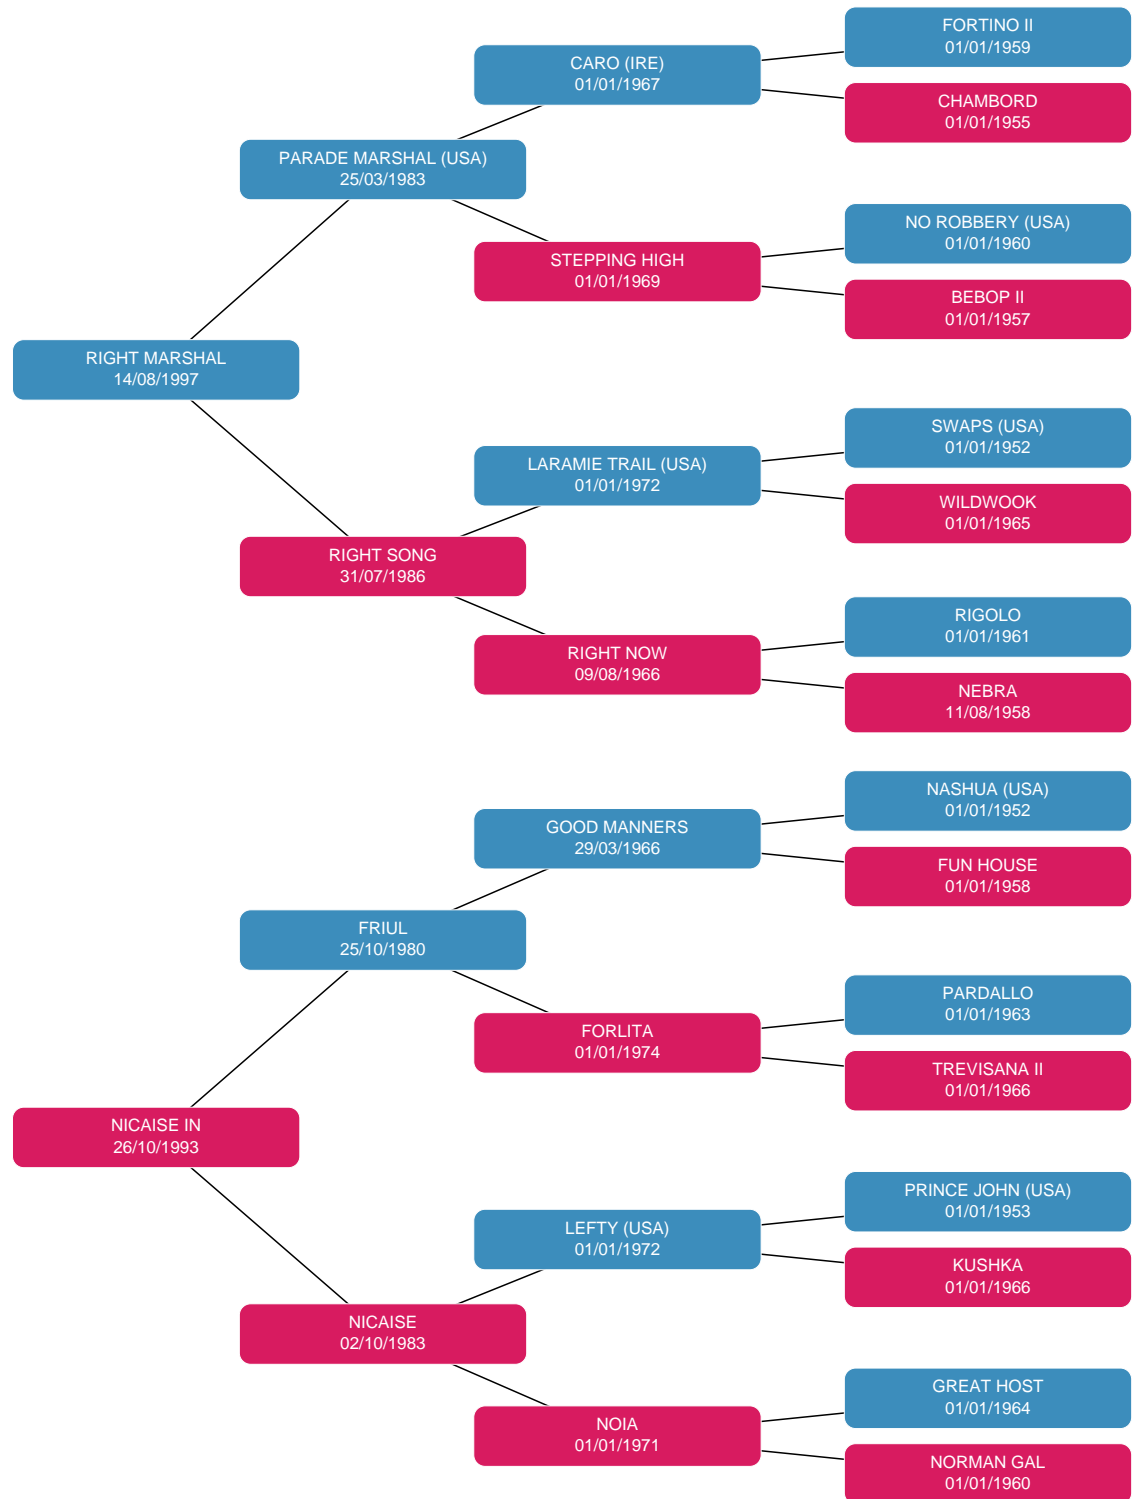 FORTINO II
01/01/1959
CARO (IRE)
01/01/1967
CHAMBORD
01/01/1955
PARADE MARSHAL (USA)
25/03/1983
NO ROBBERY (USA)
01/01/1960
STEPPING HIGH
01/01/1969
BEBOP II
01/01/1957
RIGHT MARSHAL
14/08/1997
SWAPS (USA)
01/01/1952
LARAMIE TRAIL (USA)
01/01/1972
WILDWOOK
01/01/1965
RIGHT SONG
31/07/1986
RIGOLO
01/01/1961
RIGHT NOW
09/08/1966
NEBRA
11/08/1958
NASHUA (USA)
01/01/1952
GOOD MANNERS
29/03/1966
FUN HOUSE
01/01/1958
FRIUL
25/10/1980
PARDALLO
01/01/1963
FORLITA
01/01/1974
TREVISANA II
01/01/1966
NICAISE IN
26/10/1993
PRINCE JOHN (USA)
01/01/1953
LEFTY (USA)
01/01/1972
KUSHKA
01/01/1966
NICAISE
02/10/1983
GREAT HOST
01/01/1964
NOIA
01/01/1971
NORMAN GAL
01/01/1960